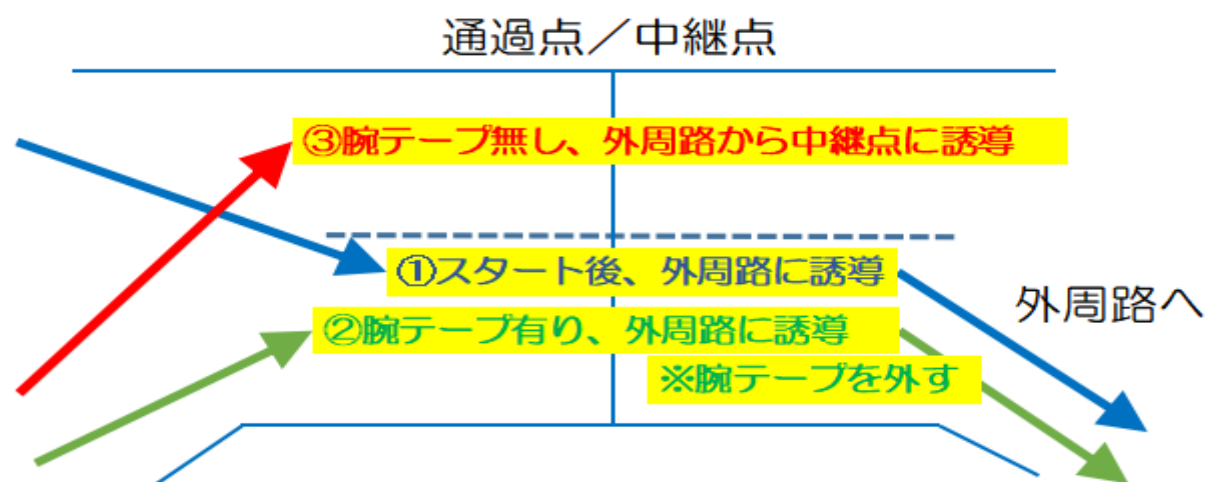 通過点／中継点
③腕テープ無し、外周路から中継点に誘導
①スタート後、外周路に誘導
外周路へ
②腕テープ有り、外周路に誘導
※腕テープを外す